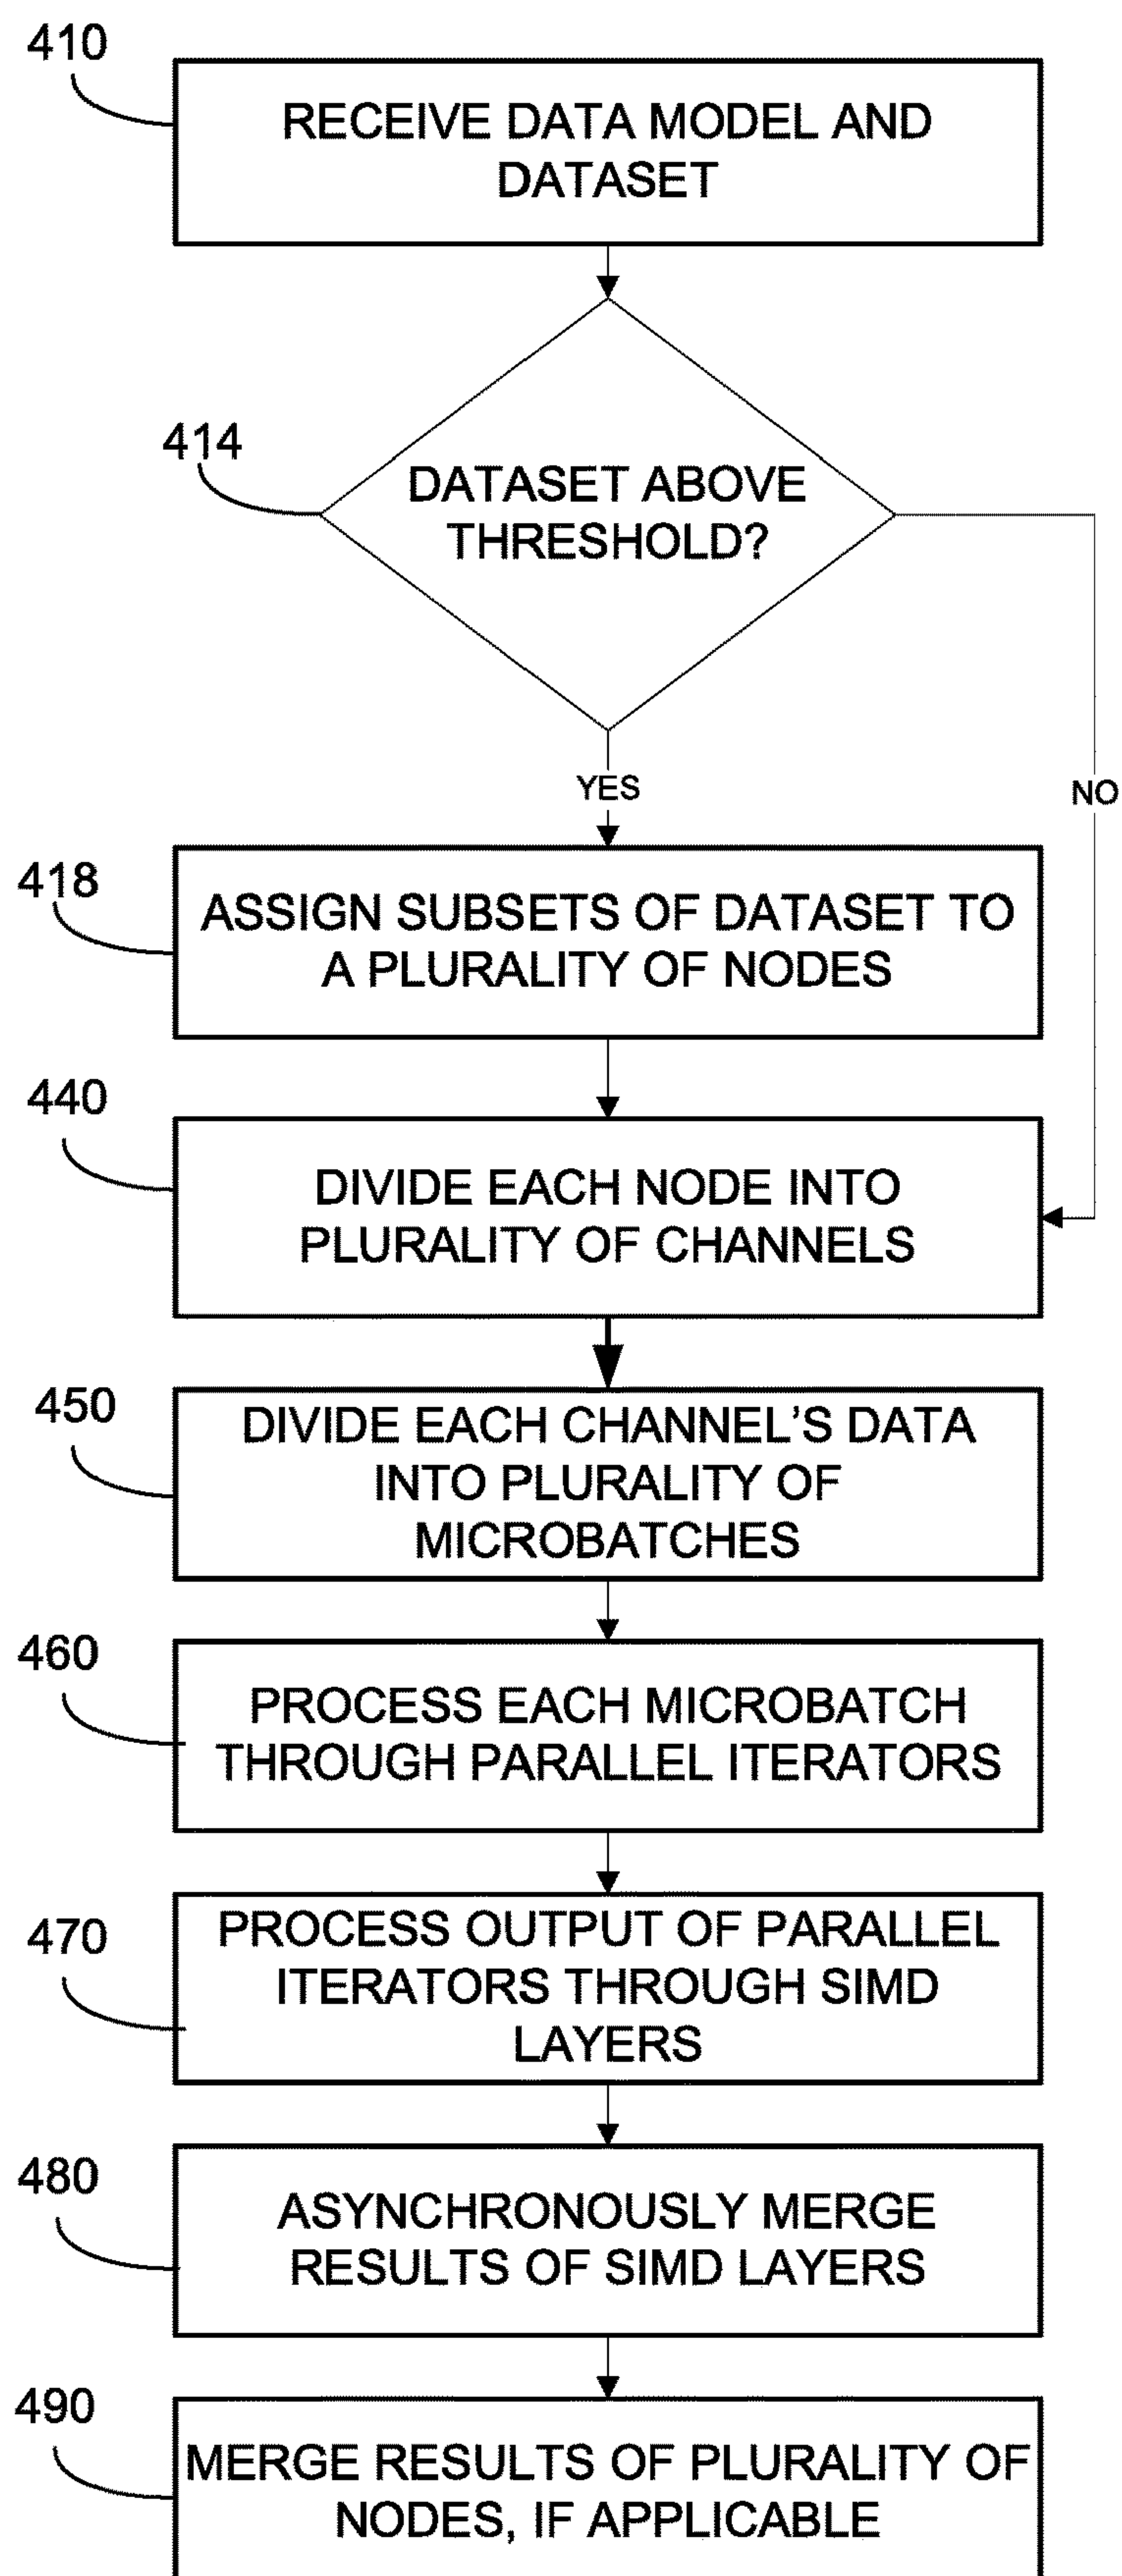 410
RECEIVE DATA MODEL AND
DATASET
414
DATASET ABOVE
THRESHOLD?
YES
NO
418
ASSIGN SUBSETS OF DATASET TO
A PLURALITY OF NODES
440
DIVIDE EACH NODE INTO
PLURALITY OF CHANNELS
450
DIVIDE EACH CHANNEL'S DATA
INTO PLURALITY OF
MICROBATCHES
460
PROCESS EACH MICROBATCH
THROUGH PARALLEL ITERATORS
470
PROCESS OUTPUT OF PARALLEL
ITERATORS THROUGH SIMD
LAYERS
480
ASYNCHRONOUSLY MERGE
RESULTS OF SIMD LAYERS
490
MERGE RESULTS OF PLURALITY OF
NODES, IF APPLICABLE